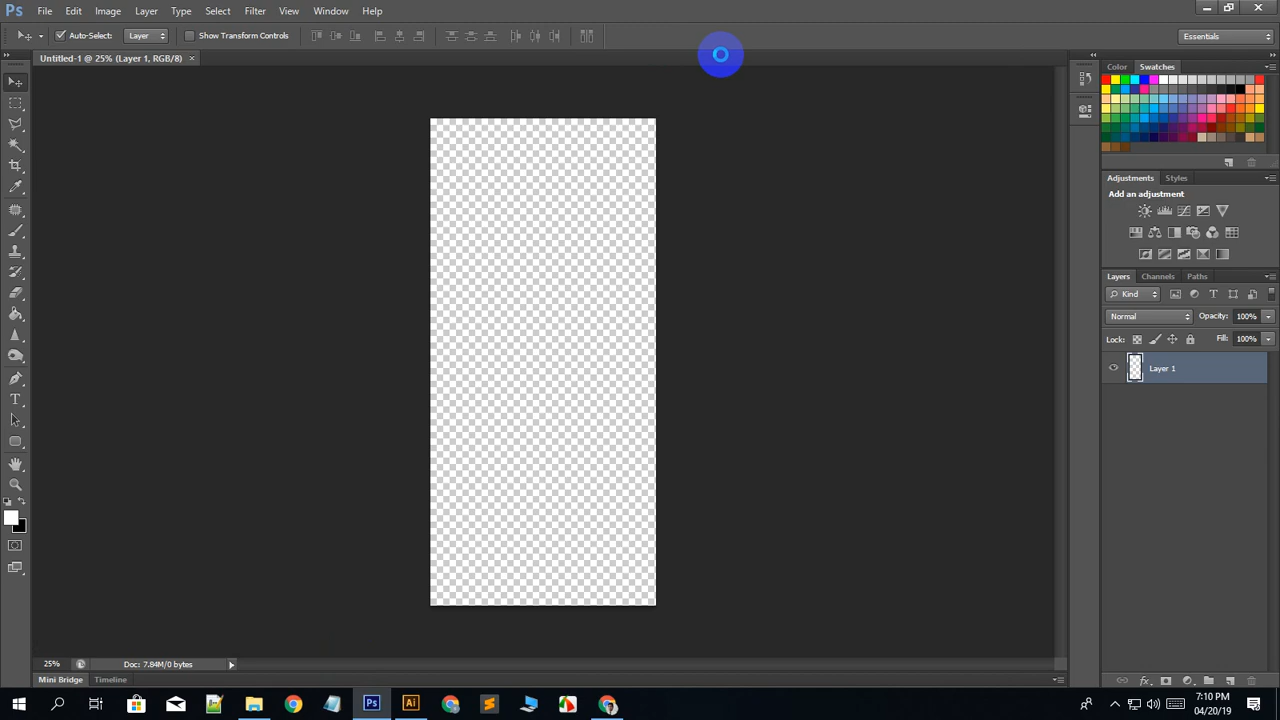 Ps File Edit Image Layer Type Select Filter View Window Help
Auto-Select: Layer Show Transform Controls Essentials
Untitled-1 @ 25% (Layer 1, RGB/8) ×
Color Swatches
Adjustments Styles
Add an adjustment
Layers Channels Paths
Kind T
Normal Opacity: 100%
Lock: Fill: 100%
Layer 1
T
25% Doc: 7.84M/0 bytes
fx
Mini Bridge Timeline
Ps Ai 7:10 PM
04/20/19